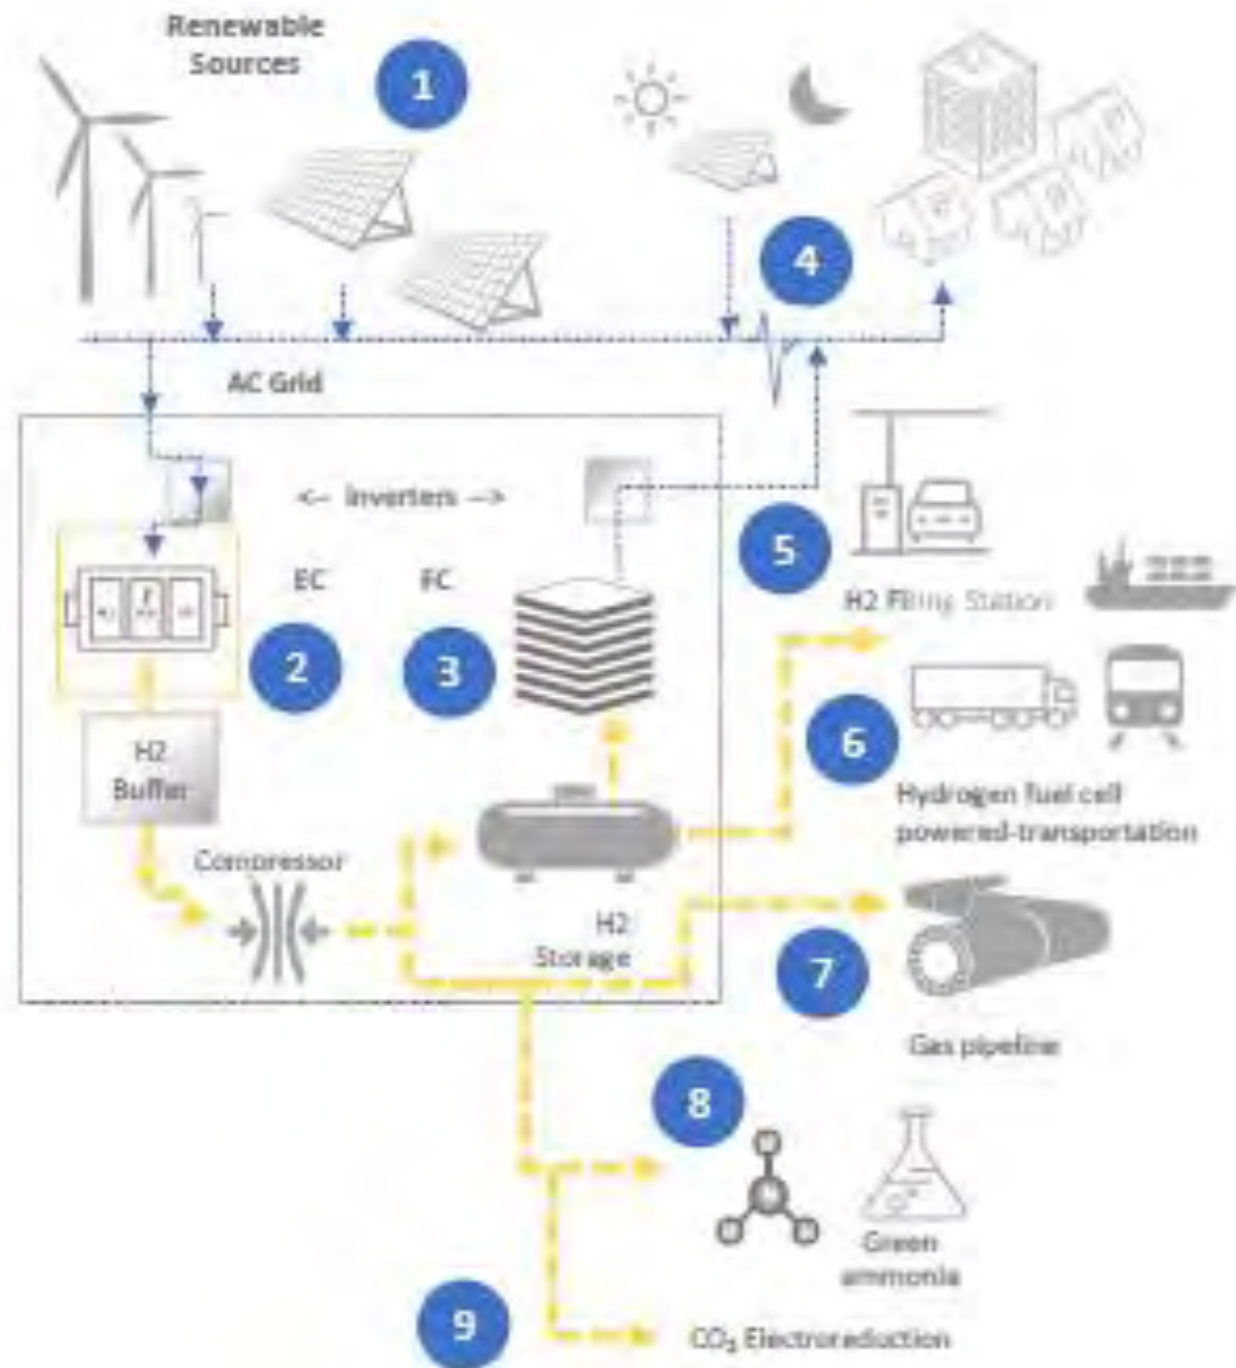 Renewable
Sources
1
4
AC Grid
<-- Inverters -->
5
EC
FC
H2 Filling Station
2
3
6
H2
Buffer
Hydrogen fuel cell
powered-transportation
Compressor
H2
Storage
7
Gas pipeline
8
Green
ammonia
9
CO₂ Electroreduction